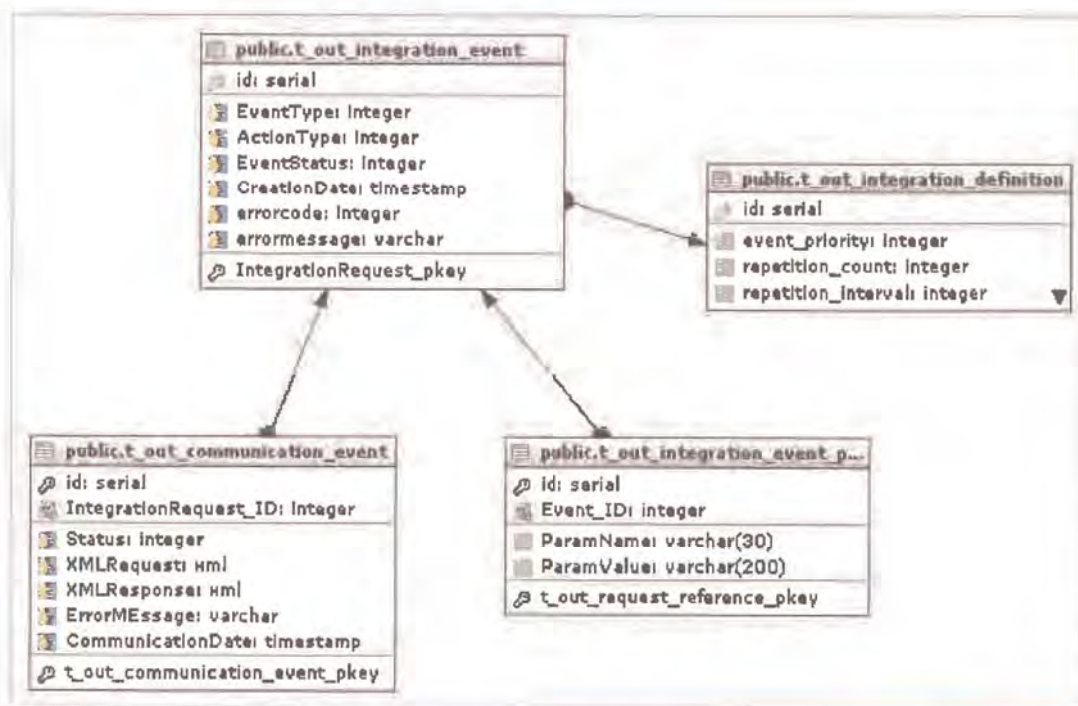 public.t_out_integration_event
id: serial
EventType: integer
ActionType: integer
EventStatus: integer
CreationDate: timestamp
errorcode: integer
errormessage: varchar
IntegrationRequest_pkey
public.t_out_integration_definition
id: serial
event_priority: integer
repetition_count: integer
repetition_interval: integer
public.t_out_communication_event
id: serial
IntegrationRequest_ID: integer
Status: integer
XMLRequest: xml
XMLResponse: xml
ErrorMEssage: varchar
CommunicationDate: timestamp
t_out_communication_event_pkey
public.t_out_integration_event_p...
id: serial
Event_ID: integer
ParamName: varchar(30)
ParamValue: varchar(200)
t_out_request_reference_pkey